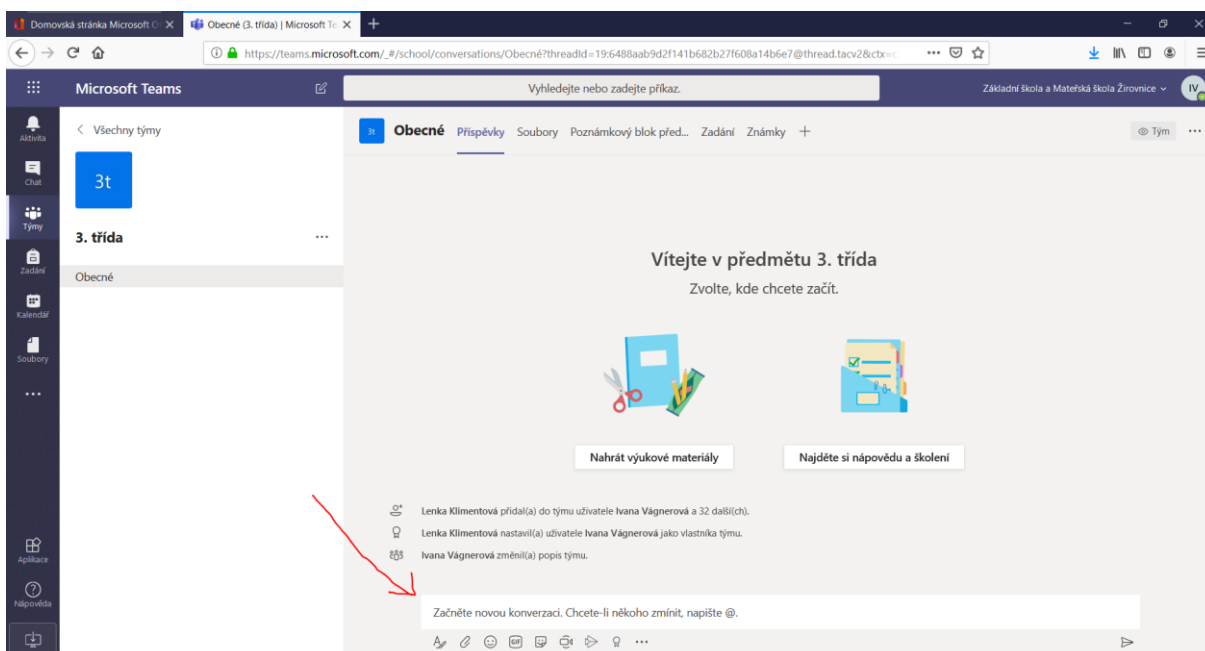 Domovská stránka Microsoft O
Obecné (3. třída) | Microsoft Te
https://teams.microsoft.com/_#/school/conversations/Obecné?threadId=19:6488aab9d2f141b682b27f608a14b6e7@thread.tacv2&ctx=c
Microsoft Teams
Vyhledejte nebo zadejte příkaz.
Základní škola a Mateřská škola Žirovnice
IV
Aktivita
Chat
Týmy
Zadání
Kalendář
Soubory
Aplikace
Nápověda
Všechny týmy
3t
3. třída
Obecné
3t
Obecné Příspěvky Soubory Poznámkový blok před... Zadání Známky
Tým
Vítejte v předmětu 3. třída
Zvolte, kde chcete začít.
Nahrát výukové materiály
Najděte si nápovědu a školení
Lenka Klimentová přidal(a) do týmu uživatele Ivana Vágnerová a 32 další(ch).
Lenka Klimentová nastavil(a) uživatele Ivana Vágnerová jako vlastníka týmu.
Ivana Vágnerová změnil(a) popis týmu.
Začněte novou konverzaci. Chcete-li někoho zmínit, napište @.
GIF